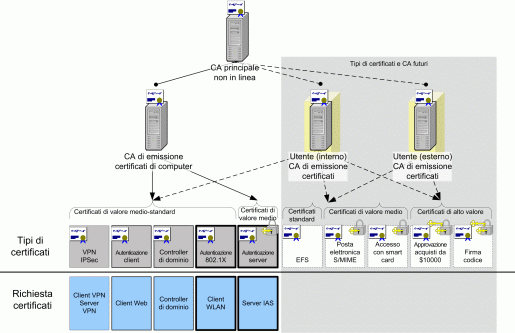 CA principale
non in linea
Tipi di certificati e CA futuri
CA di emissione
certificati di computer
Utente (interno)
CA di emissione
certificati
Utente (esterno)
CA di emissione
certificati
Certificati di valore medio-standard
Certificati di
valore medio
Certificati
standard
Certificati di valore medio
Certificati di alto valore
Tipi di
certificati
VPN
IPSec
Autenticazione
client
Controller
di dominio
Autenticazione
802.1X
Autenticazione
server
EFS
Posta
elettronica
S/MIME
Accesso
con smart
card
Approvazione
acquisti da
$10000
Firma
codice
Richiesta
certificati
Client VPN
Server
VPN
Client Web
Controller
di dominio
Client
WLAN
Server IAS